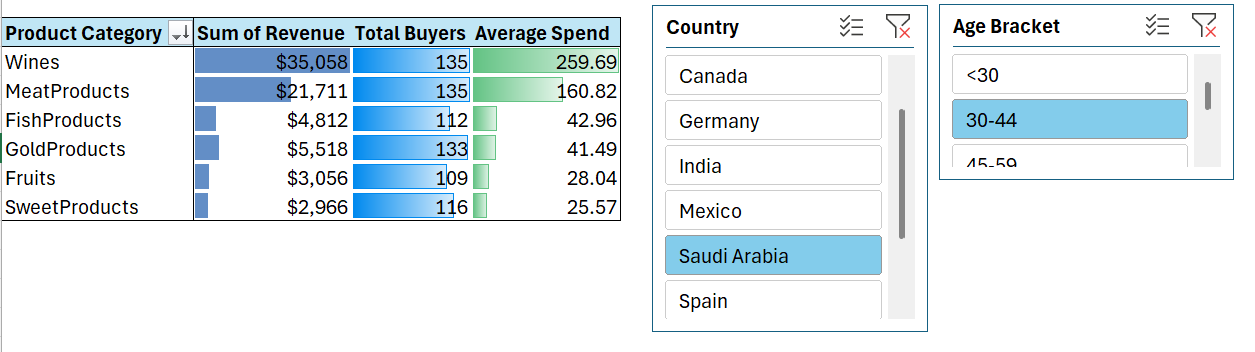 Product Category Sum of Revenue Total Buyers Average Spend
Wines $35,058 135 259.69
MeatProducts $21,711 135 160.82
FishProducts $4,812 112 42.96
GoldProducts $5,518 133 41.49
Fruits $3,056 109 28.04
SweetProducts $2,966 116 25.57
Country
Canada
Germany
India
Mexico
Saudi Arabia
Spain
Age Bracket
<30
30-44
45-59